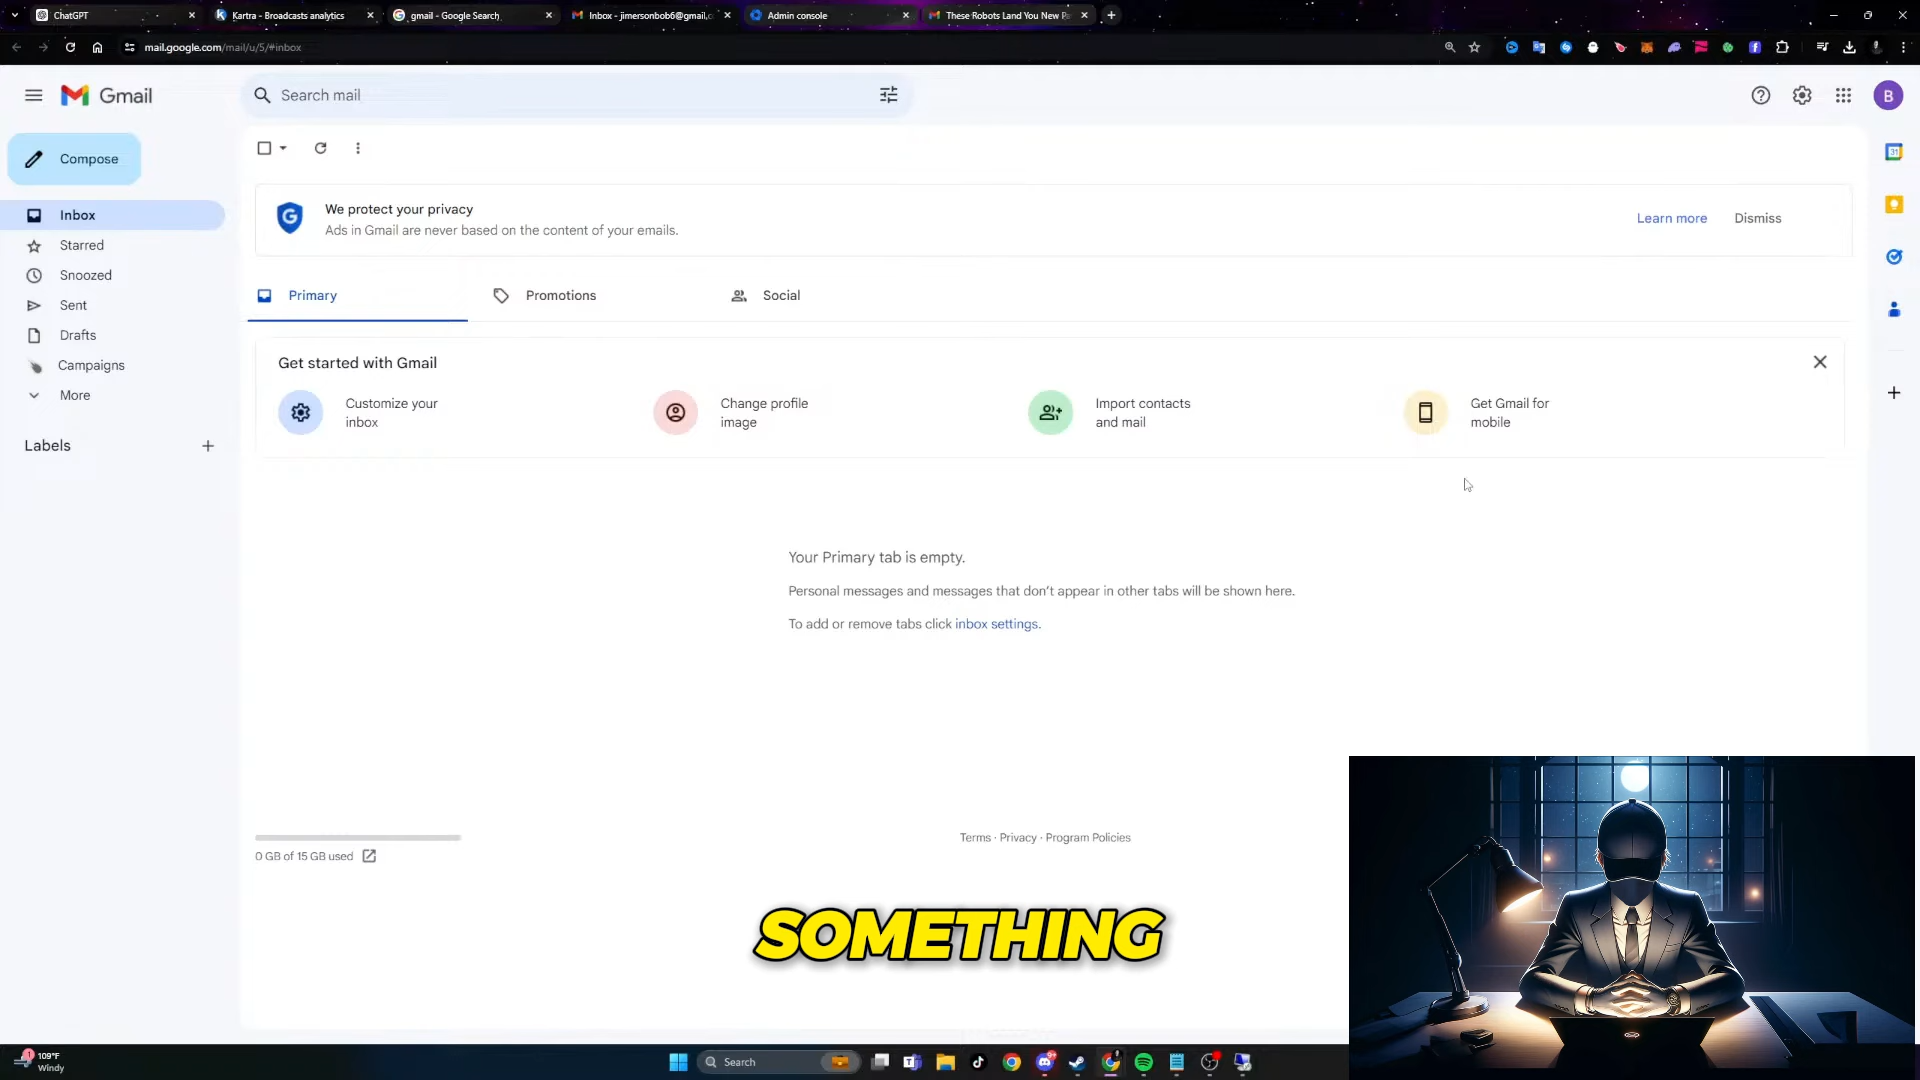 ChatGPT
Kartra - Broadcasts analytics
gmail - Google Search
Inbox - jimersonbob6@gmail.c
Admin console
These Robots Land You New P
mail.google.com/mail/u/5/#inbox
Gmail
Search mail
B
Compose
Inbox
Starred
Snoozed
Sent
Drafts
Campaigns
More
Labels
We protect your privacy
Ads in Gmail are never based on the content of your emails.
Learn more
Dismiss
Primary
Promotions
Social
Get started with Gmail
Customize your
inbox
Change profile
image
Import contacts
and mail
Get Gmail for
mobile
Your Primary tab is empty.
Personal messages and messages that don't appear in other tabs will be shown here.
To add or remove tabs click inbox settings.
0 GB of 15 GB used
Terms · Privacy · Program Policies
SOMETHING
109°F
Windy
Search